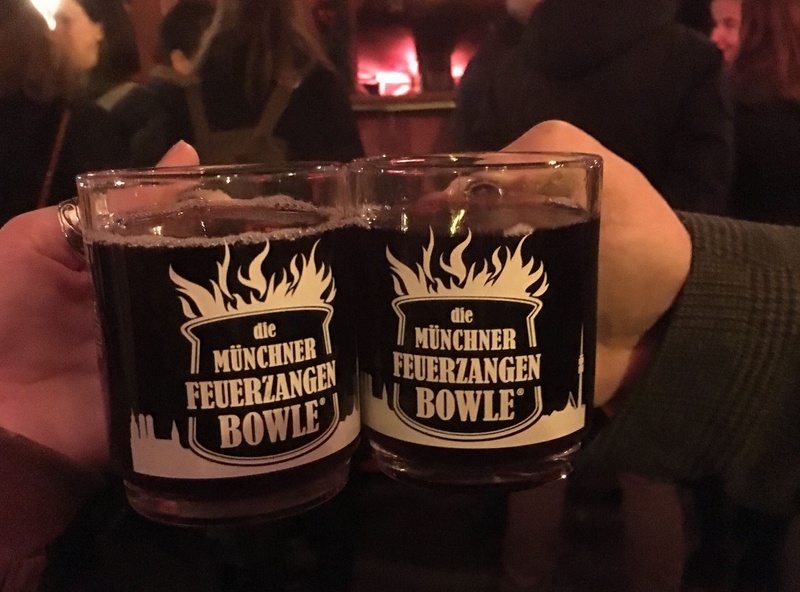 die
MÜNCHNER
FEUERZANGEN
BOWLE®
die
MÜNCHNER
FEUERZANGEN
BOWLE®